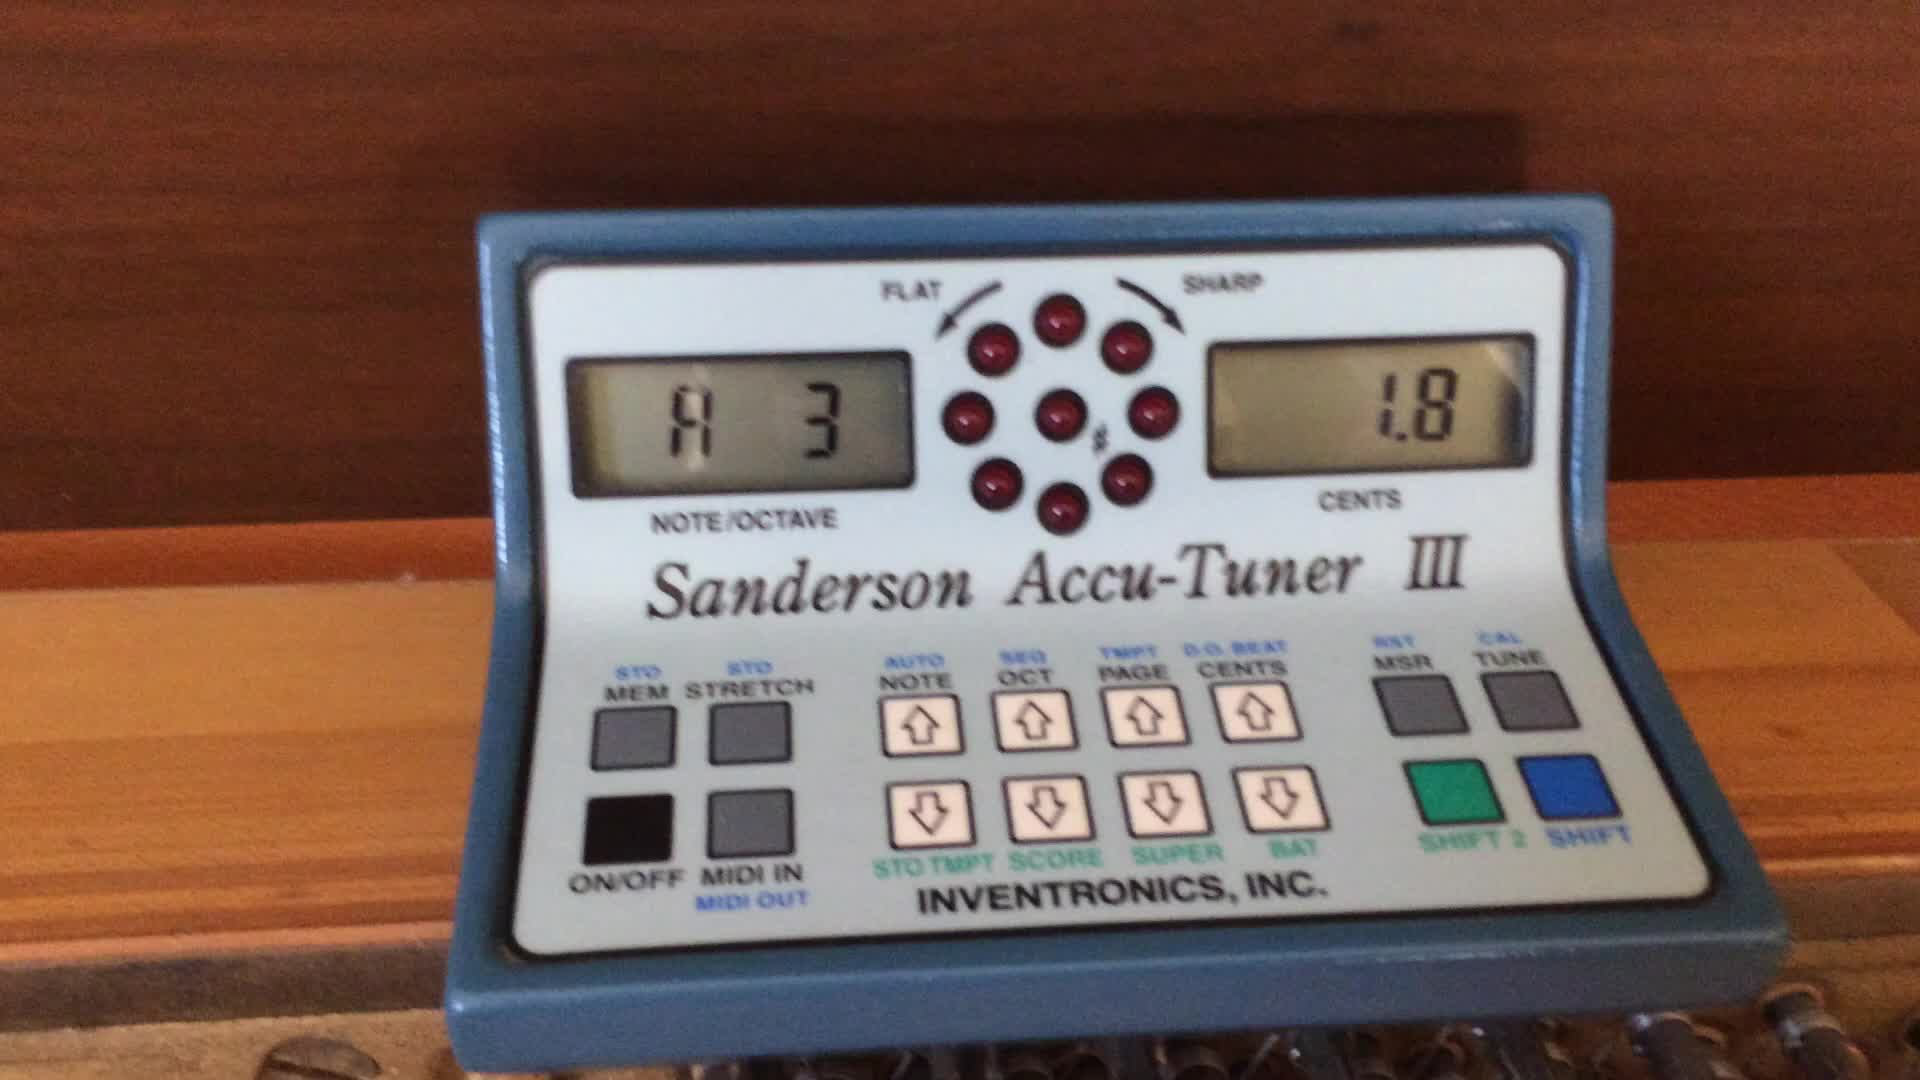 FLAT SHARP
A 3 1.8
NOTE/OCTAVE CENTS
Sanderson Accu-Tuner III
STO STO AUTO SEQ TMPT D.O. BEAT RST CAL
MEM STRETCH NOTE OCT PAGE CENTS MSR TUNE
ON/OFF MIDI IN STO TMPT SCORE SUPER BAT SHIFT 2 SHIFT
MIDI OUT
INVENTRONICS, INC.